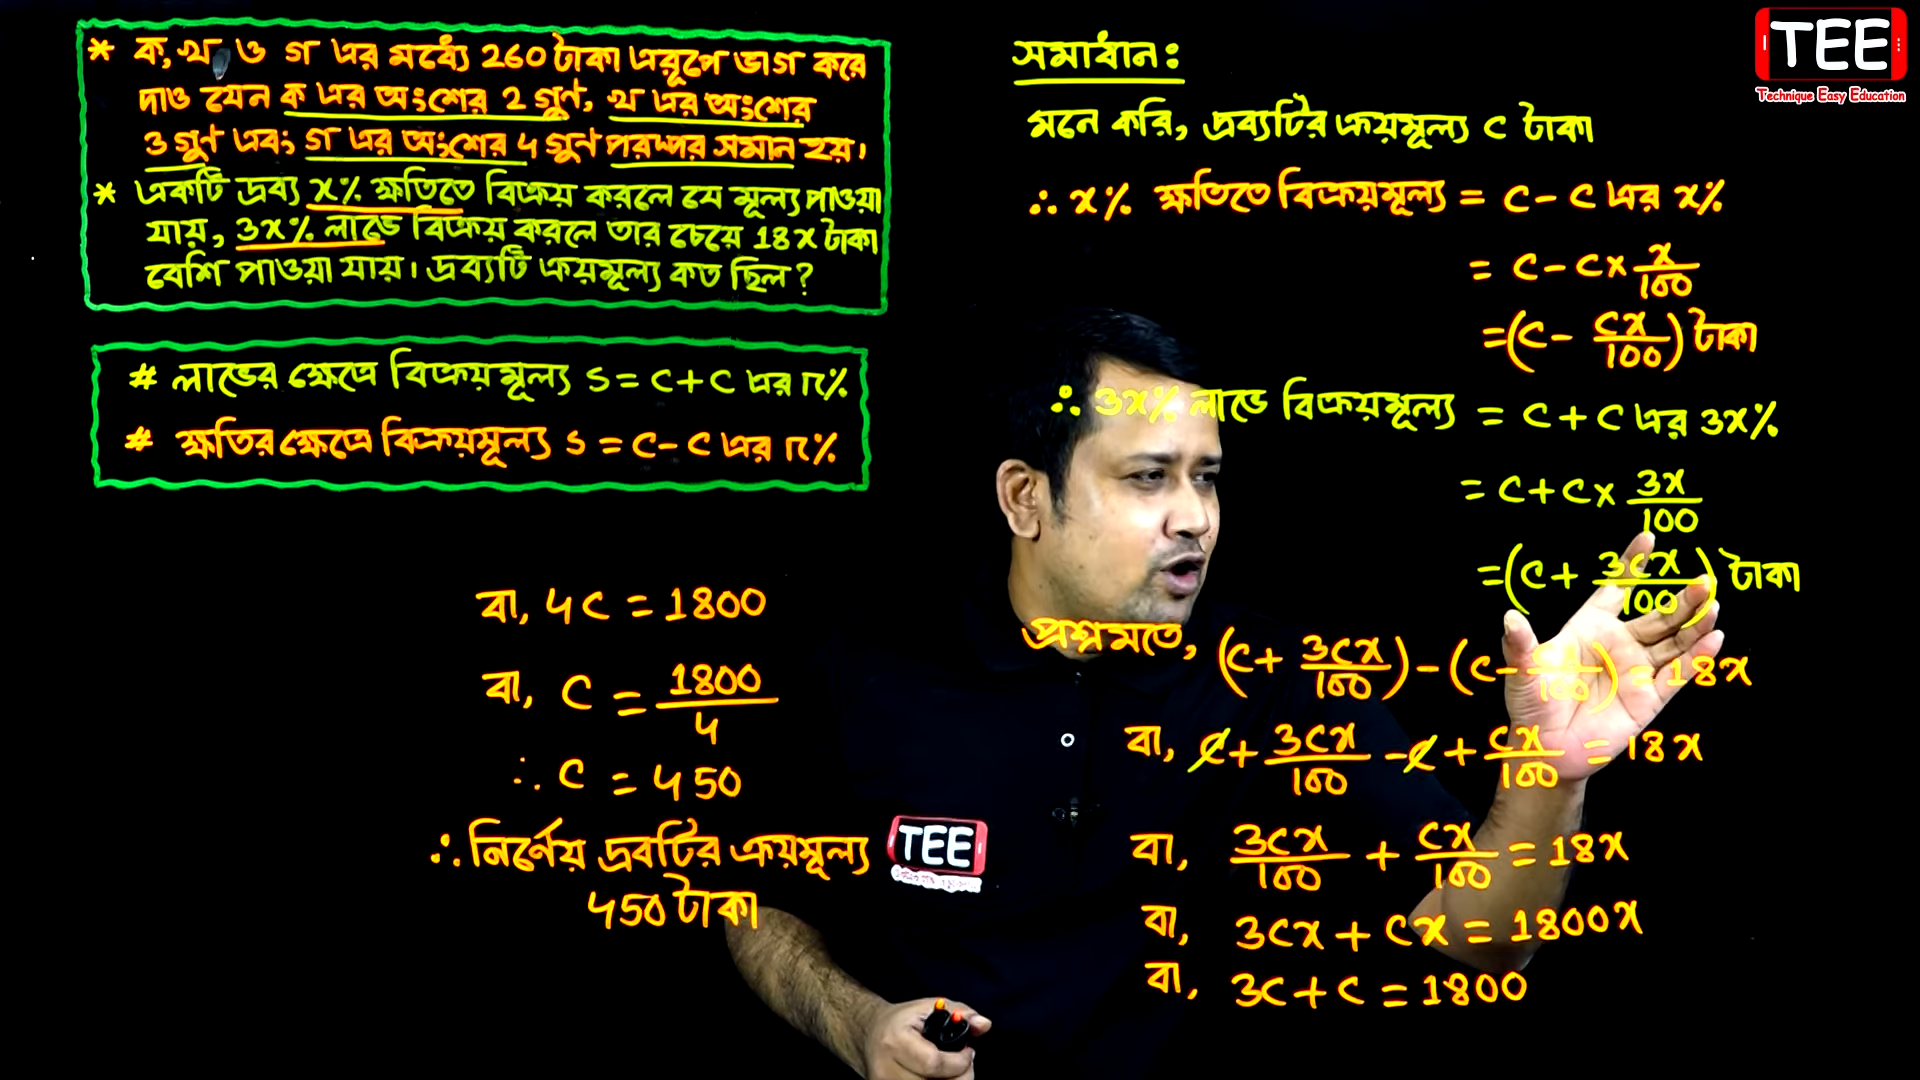 * ক, খ ও গ এর মধ্যে 260 টাকা এরূপে ভাগ করে
দাও যেন ক এর অংশের 2 গুণ, খ এর অংশের
3 গুণ এবং গ এর অংশের 4 গুণ পরস্পর সমান হয়।
* একটি দ্রব্য x% ক্ষতিতে বিক্রয় করলে যে মূল্য পাওয়া
যায়, 3x% লাভে বিক্রয় করলে তার চেয়ে 18x টাকা
বেশি পাওয়া যায়। দ্রব্যটি ক্রয়মূল্য কত ছিল?
# লাভের ক্ষেত্রে বিক্রয়মূল্য S = C + C এর r%
# ক্ষতির ক্ষেত্রে বিক্রয়মূল্য S = C - C এর r%
সমাধান:
মনে করি, দ্রব্যটির ক্রয়মূল্য C টাকা
∴ x% ক্ষতিতে বিক্রয়মূল্য = C - C এর x%
= C - C × x/100
= (C - Cx/100) টাকা
∴ 3x% লাভে বিক্রয়মূল্য = C + C এর 3x%
= C + C × 3x/100
= (C + 3Cx/100) টাকা
প্রশ্নমতে, (C + 3Cx/100) - (C - Cx/100) = 18x
বা, C + 3Cx/100 - C + Cx/100 = 18x
বা, 3Cx/100 + Cx/100 = 18x
বা, 3Cx + Cx = 1800x
বা, 3C + C = 1800
বা, 4C = 1800
বা, C = 1800/4
∴ C = 450
∴ নির্ণেয় দ্রবটির ক্রয়মূল্য
450 টাকা
TEE
Technique Easy Education
TEE